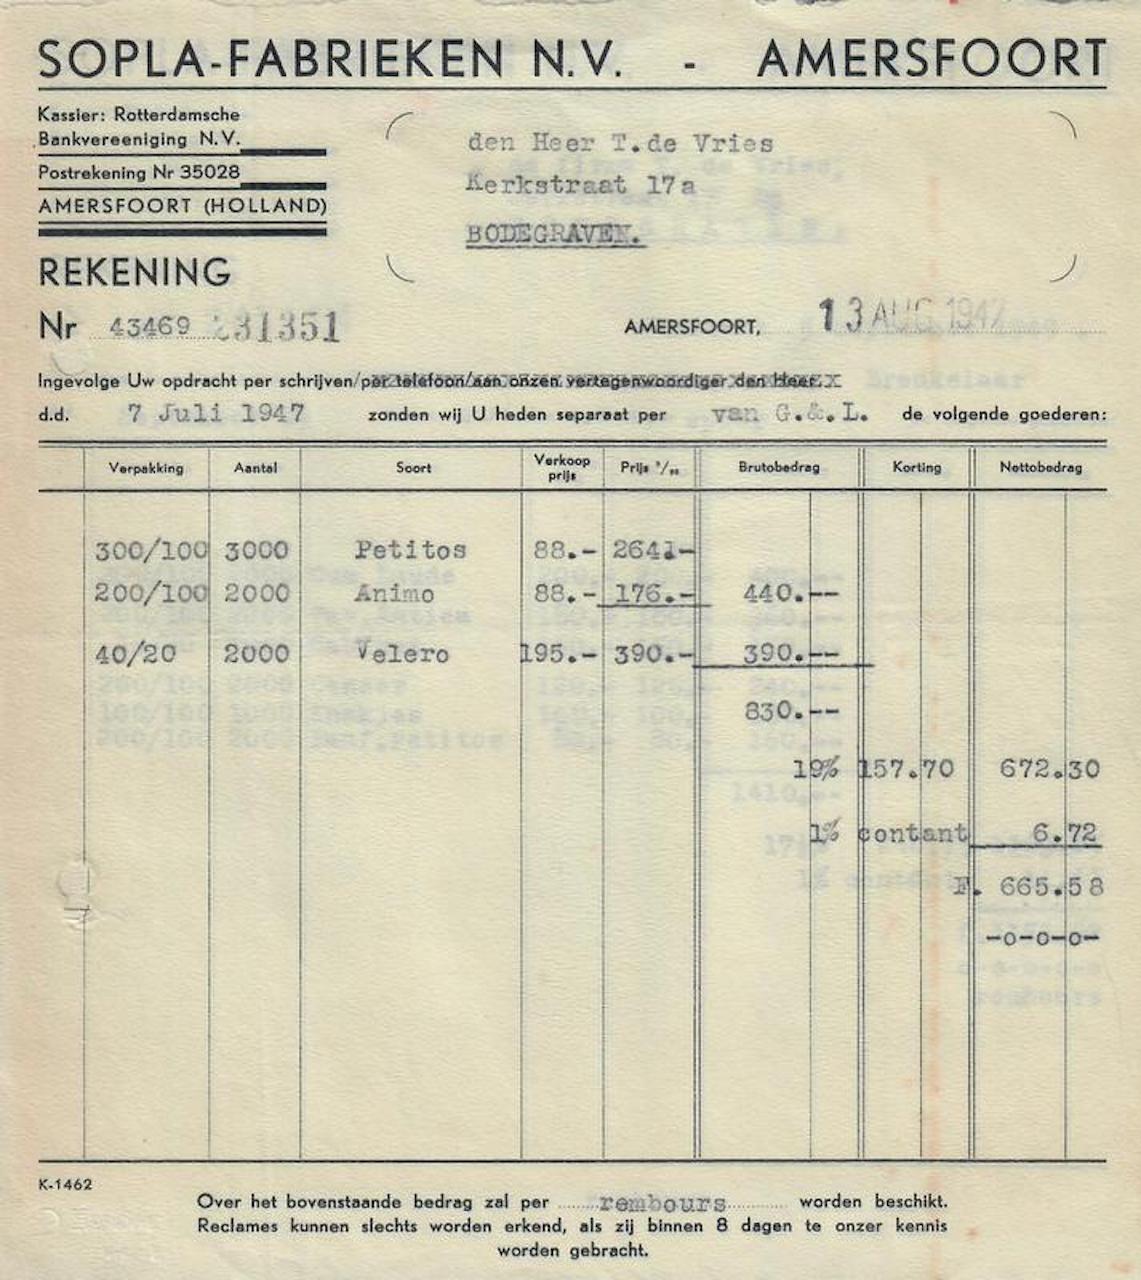 SOPLA-FABRIEKEN N.V. - AMERSFOORT
Kassier: Rotterdamsche
Bankvereeniging N.V.
Postrekening Nr 35028
AMERSFOORT (HOLLAND)
den Heer T.de Vries
Kerkstraat 17a
BODEGRAVEN.
REKENING
Nr 43469 231351
AMERSFOORT, 13 AUG 1947
Ingevolge Uw opdracht per schrijven/per telefoon/aan onzen vertegenwoordiger den Heer
d.d. 7 Juli 1947 zonden wij U heden separaat per van G.&.L. de volgende goederen:
Verpakking Aantal Soort Verkoop prijs Prijs Brutobedrag Korting Nettobedrag
300/100 3000 Petitos 88.- 264.-
200/100 2000 Animo 88.- 176.- 440.--
40/20 2000 Velero 195.- 390.- 390.--
830.--
19% 157.70 672.30
1% contant 6.72
F. 665.58
-o-o-o-
K-1462
Over het bovenstaande bedrag zal per rembours worden beschikt.
Reclames kunnen slechts worden erkend, als zij binnen 8 dagen te onzer kennis
worden gebracht.